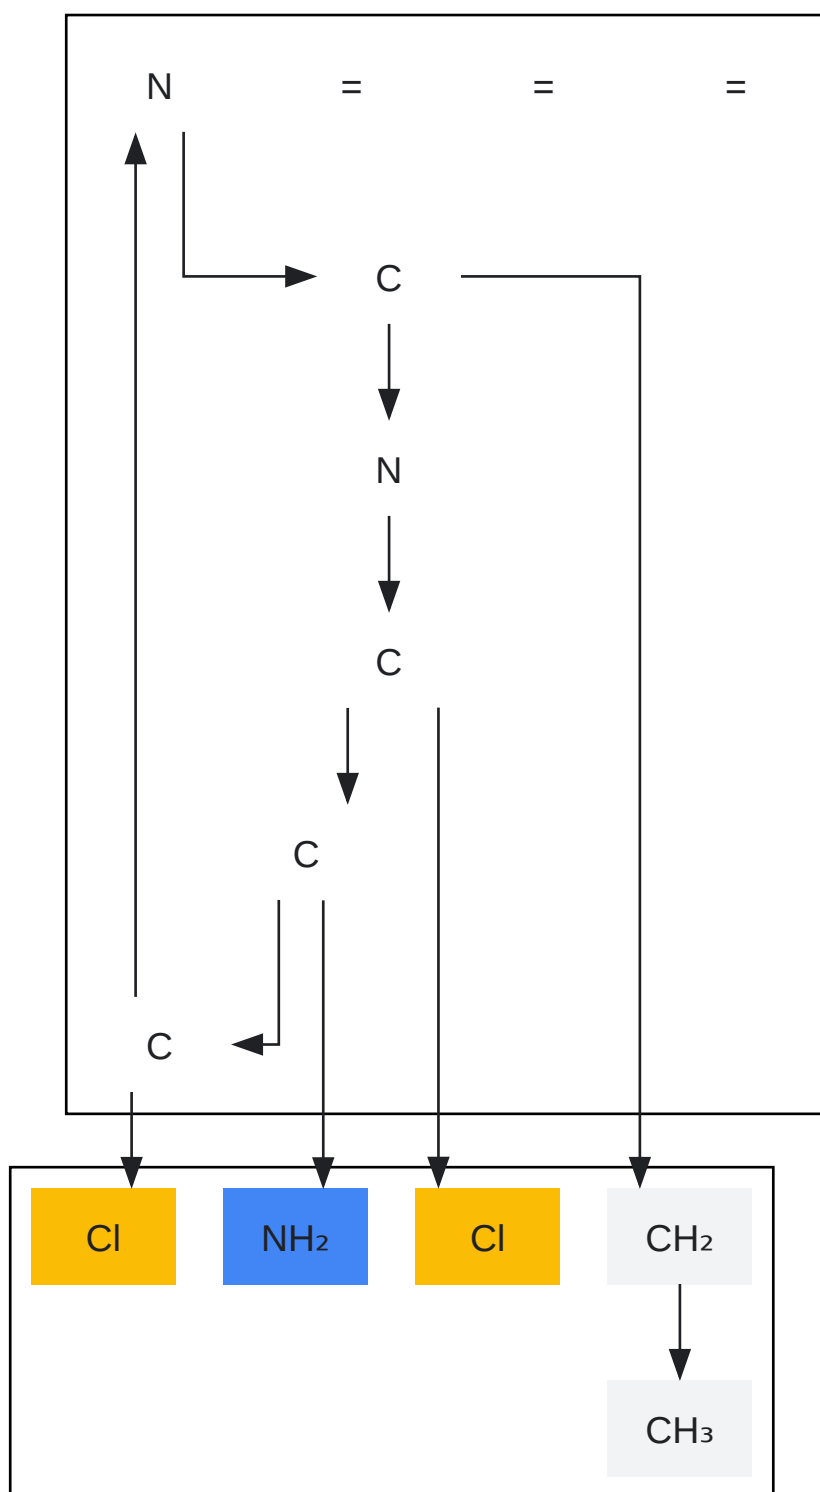 N = = =
C
N
C
C
C
Cl NH₂ Cl CH₂
CH₃